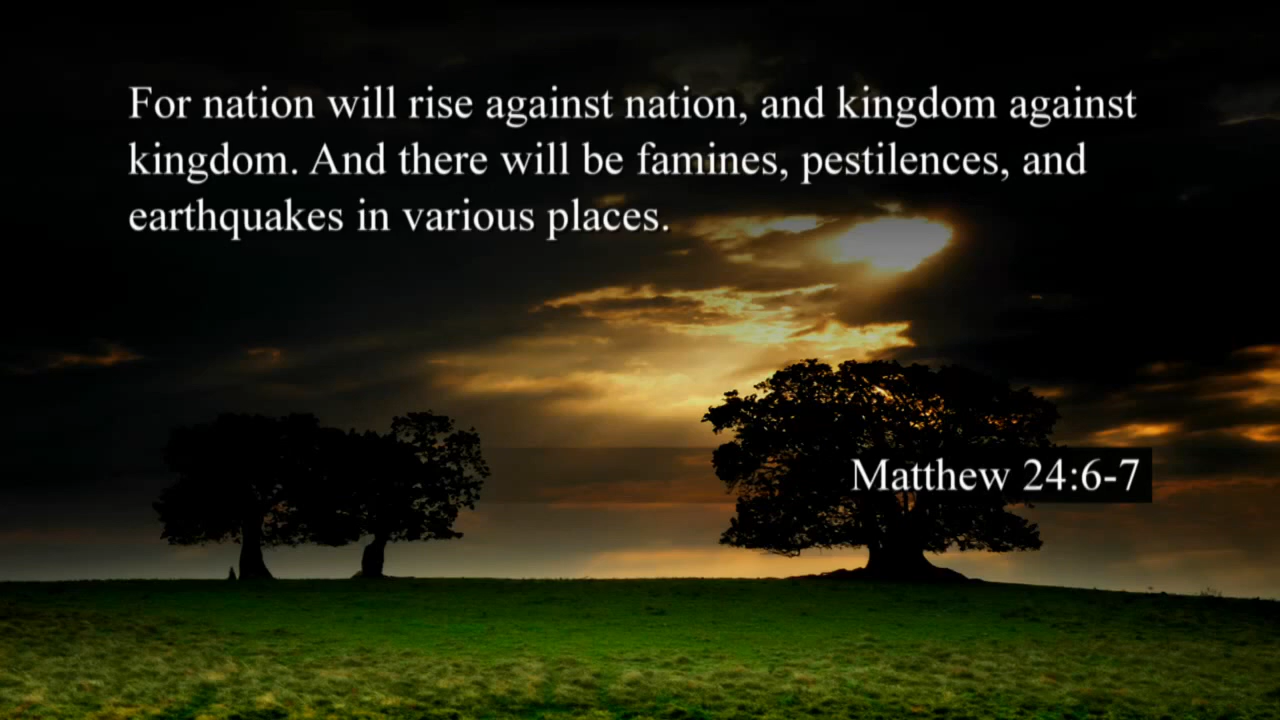 For nation will rise against nation, and kingdom against
kingdom. And there will be famines, pestilences, and
earthquakes in various places.
Matthew 24:6-7